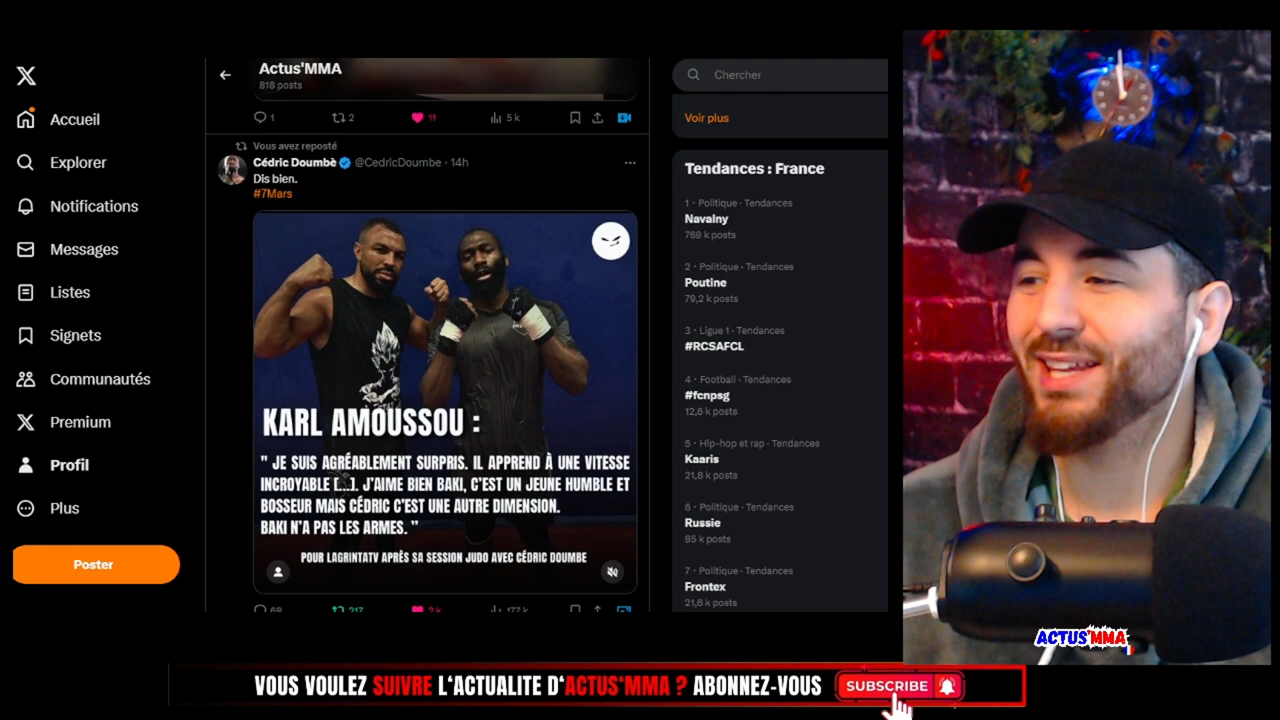 Accueil
Explorer
Notifications
Messages
Listes
Signets
Communautés
Premium
Profil
Plus
Poster
Actus'MMA
818 posts
1
2
11
5 k
Vous avez reposté
Cédric Doumbè @CedricDoumbe · 14h
Dis bien.
#7Mars
KARL AMOUSSOU :
" JE SUIS AGRÉABLEMENT SURPRIS. IL APPREND À UNE VITESSE
INCROYABLE [...]. J'AIME BIEN BAKI, C'EST UN JEUNE HUMBLE ET
BOSSEUR MAIS CÉDRIC C'EST UNE AUTRE DIMENSION.
BAKI N'A PAS LES ARMES. "
POUR LAGRINTATV APRÈS SA SESSION JUDO AVEC CÉDRIC DOUMBE
68
217
2 k
177 k
Chercher
Voir plus
Tendances : France
1 · Politique · Tendances
Navalny
769 k posts
2 · Politique · Tendances
Poutine
79,2 k posts
3 · Ligue 1 · Tendances
#RCSAFCL
4 · Football · Tendances
#fcnpsg
12,6 k posts
5 · Hip-hop et rap · Tendances
Kaaris
21,8 k posts
6 · Politique · Tendances
Russie
85 k posts
7 · Politique · Tendances
Frontex
21,6 k posts
ACTUS'MMA
VOUS VOULEZ SUIVRE L'ACTUALITE D'ACTUS'MMA ? ABONNEZ-VOUS
SUBSCRIBE